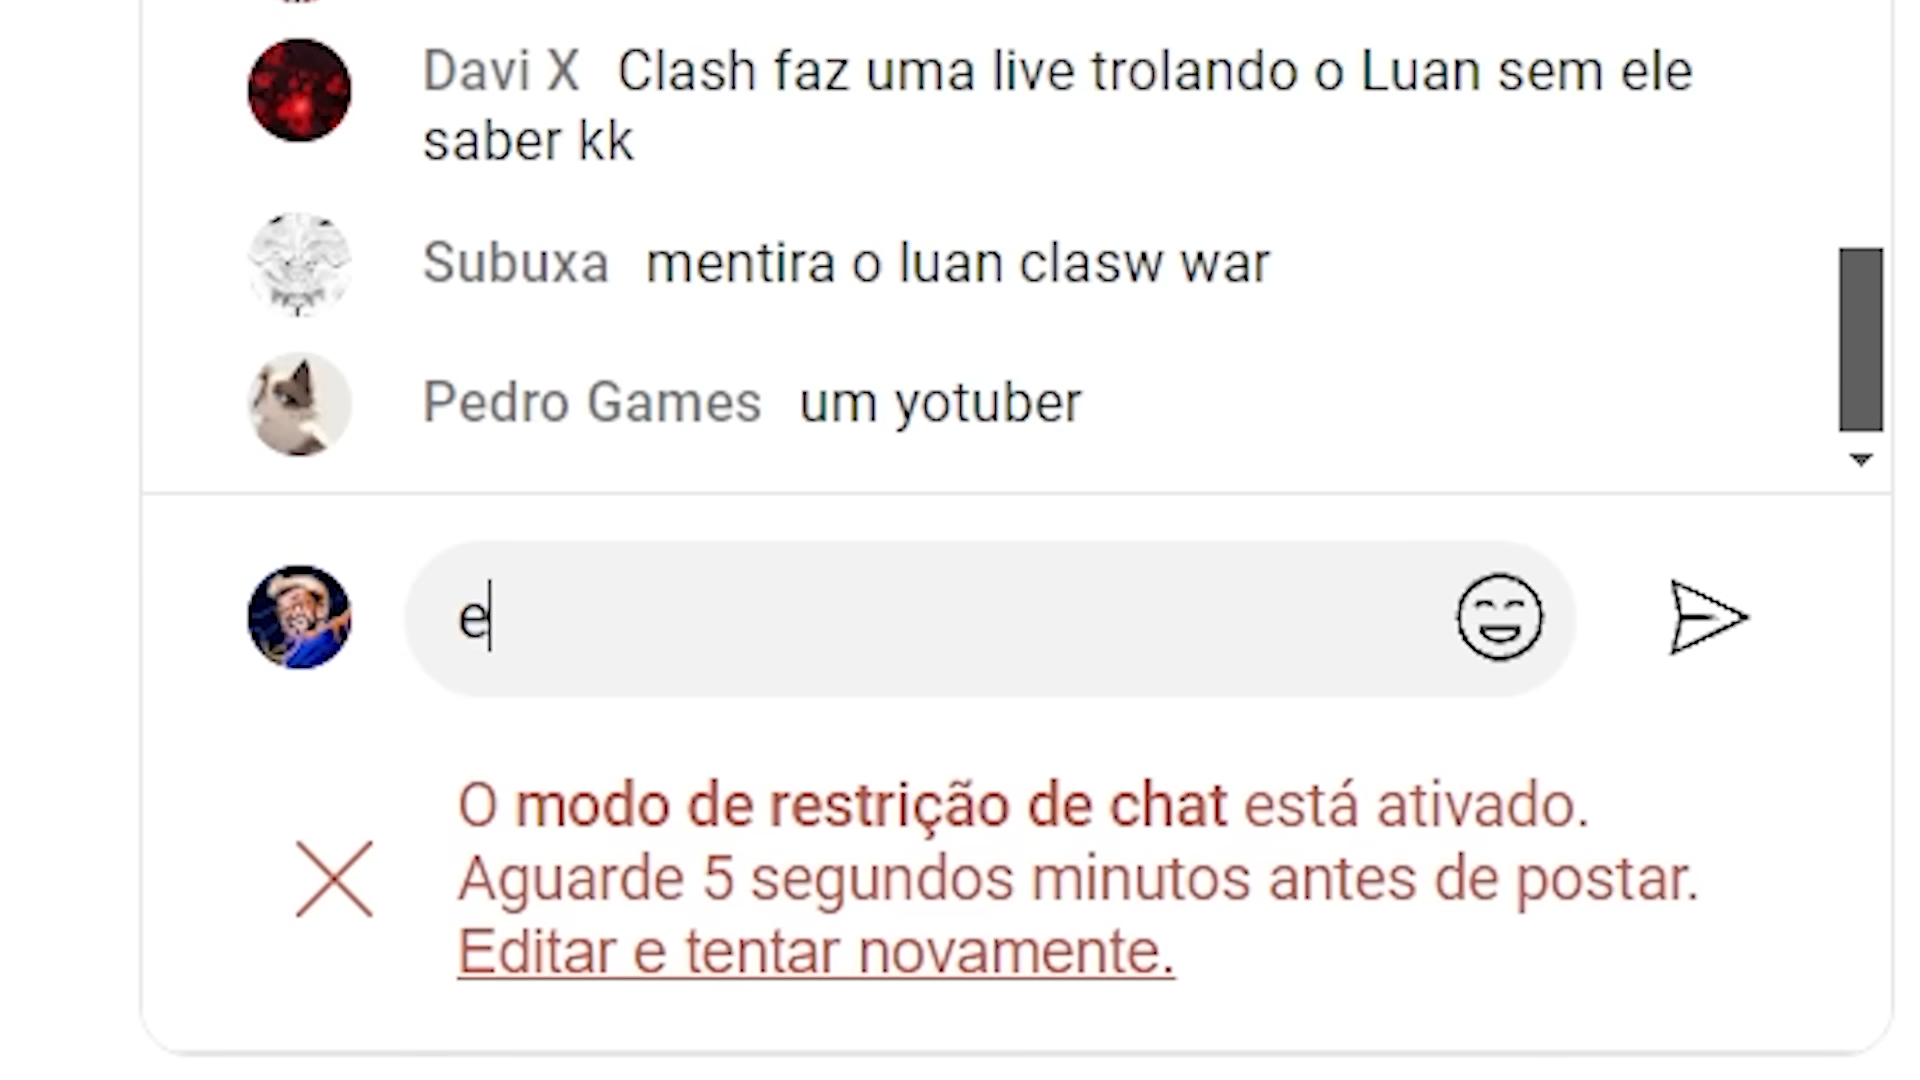 Davi X Clash faz uma live trolando o Luan sem ele
saber kk
Subuxa mentira o luan clasw war
Pedro Games um yotuber
e
O modo de restrição de chat está ativado.
Aguarde 5 segundos minutos antes de postar.
Editar e tentar novamente.